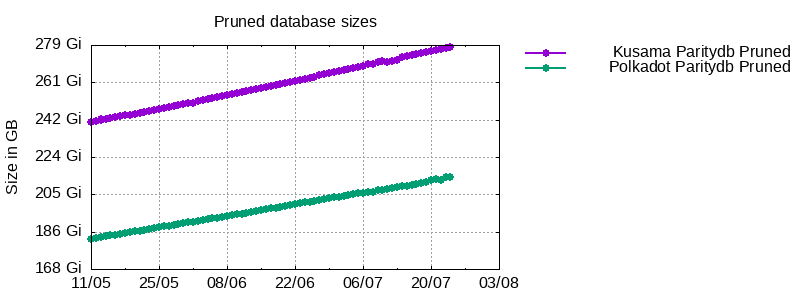 Pruned database sizes
Kusama Paritydb Pruned
Polkadot Paritydb Pruned
Size in GB
279 Gi
261 Gi
242 Gi
224 Gi
205 Gi
186 Gi
168 Gi
11/05 25/05 08/06 22/06 06/07 20/07 03/08